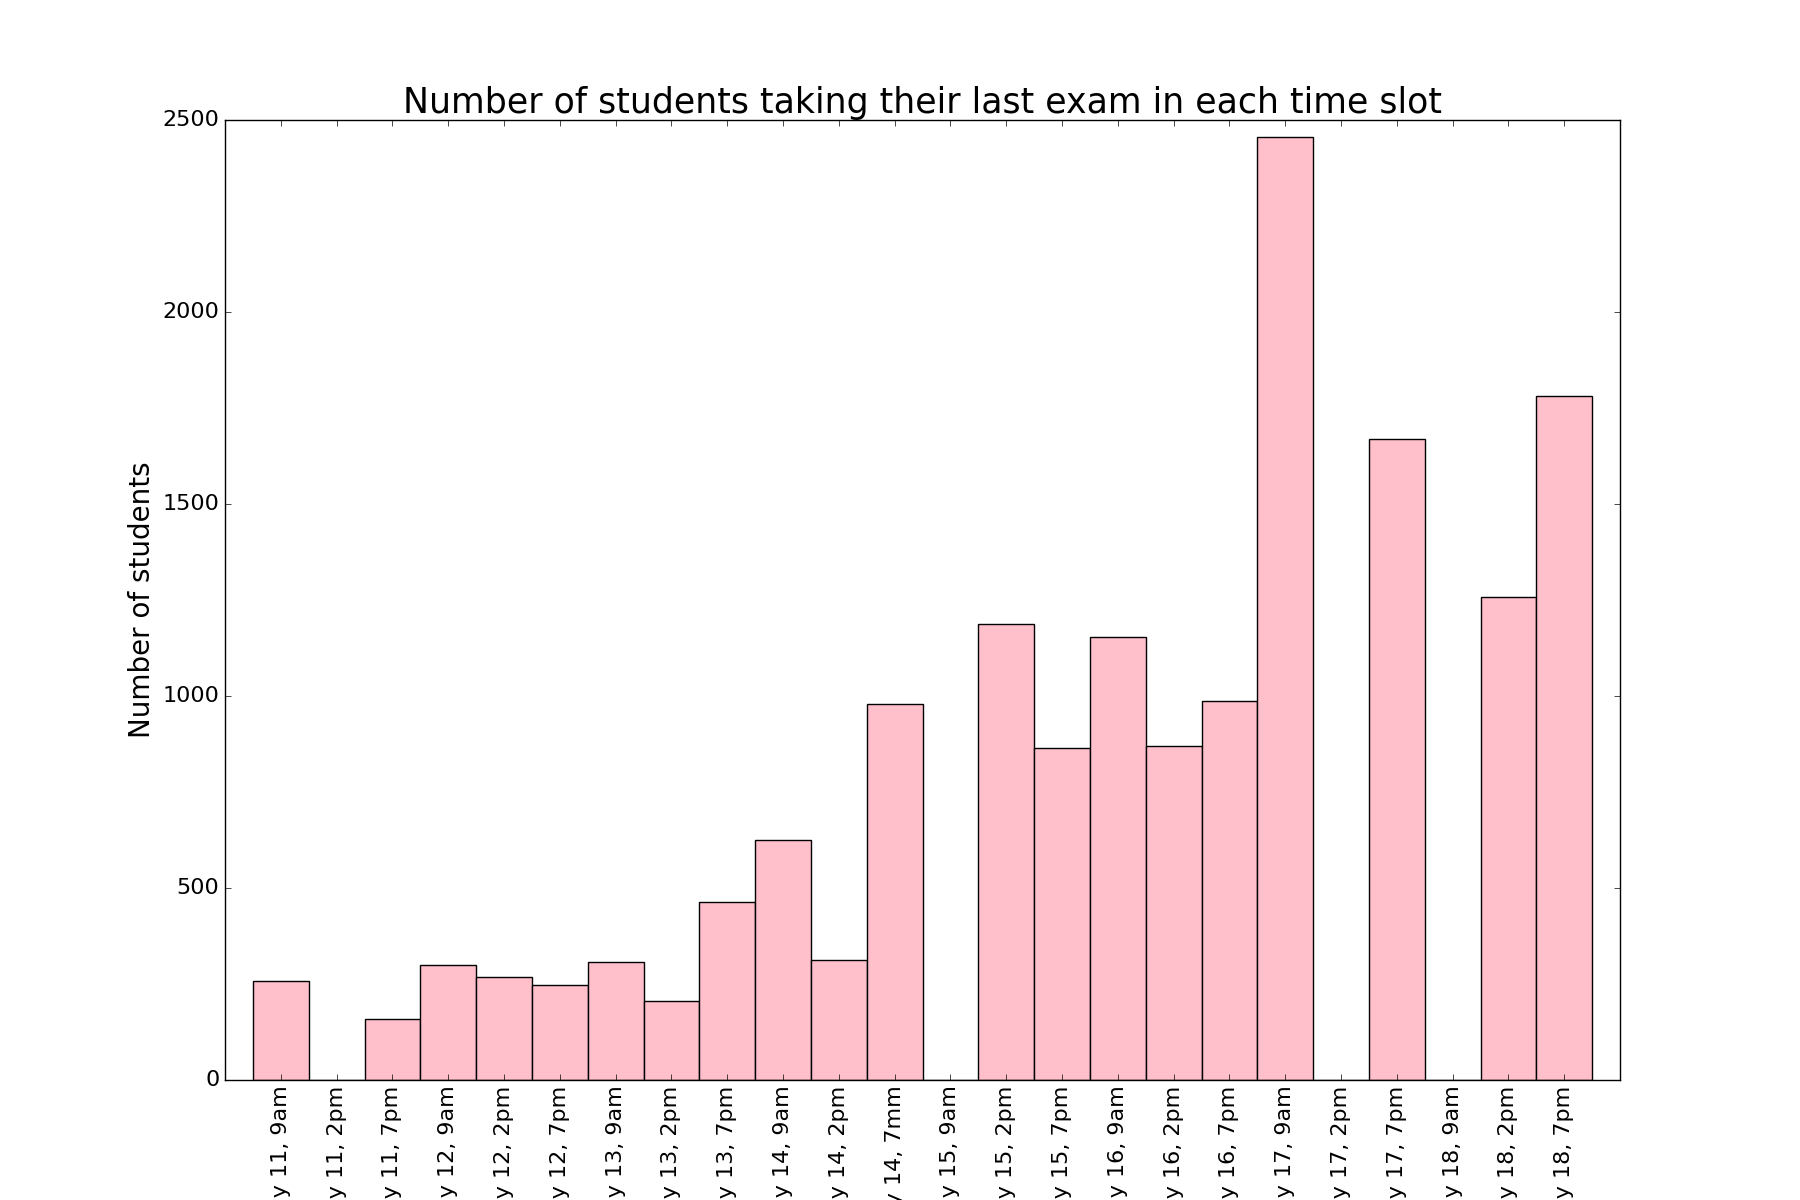 Number of students taking their last exam in each time slot
Number of students
2500
2000
1500
1000
500
0
y 11, 9am
y 11, 2pm
y 11, 7pm
y 12, 9am
y 12, 2pm
y 12, 7pm
y 13, 9am
y 13, 2pm
y 13, 7pm
y 14, 9am
y 14, 2pm
y 14, 7mm
y 15, 9am
y 15, 2pm
y 15, 7pm
y 16, 9am
y 16, 2pm
y 16, 7pm
y 17, 9am
y 17, 2pm
y 17, 7pm
y 18, 9am
y 18, 2pm
y 18, 7pm